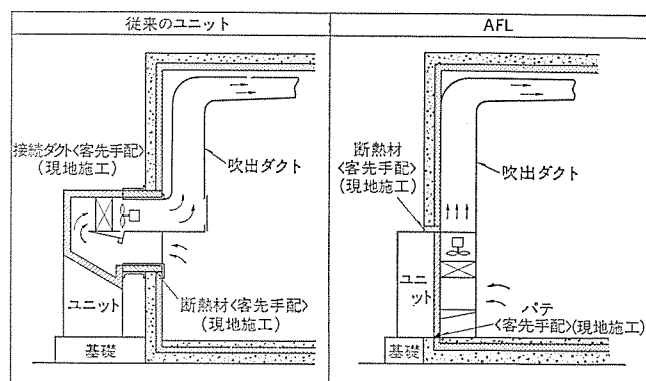 従来のユニット
接続ダクト<客先手配>
(現地施工)
吹出ダクト
ユニット
断熱材<客先手配>
(現地施工)
基礎
AFL
断熱材
<客先手配>
(現地施工)
吹出ダクト
ユニ
ット
パテ
<客先手配>(現地施工)
基礎